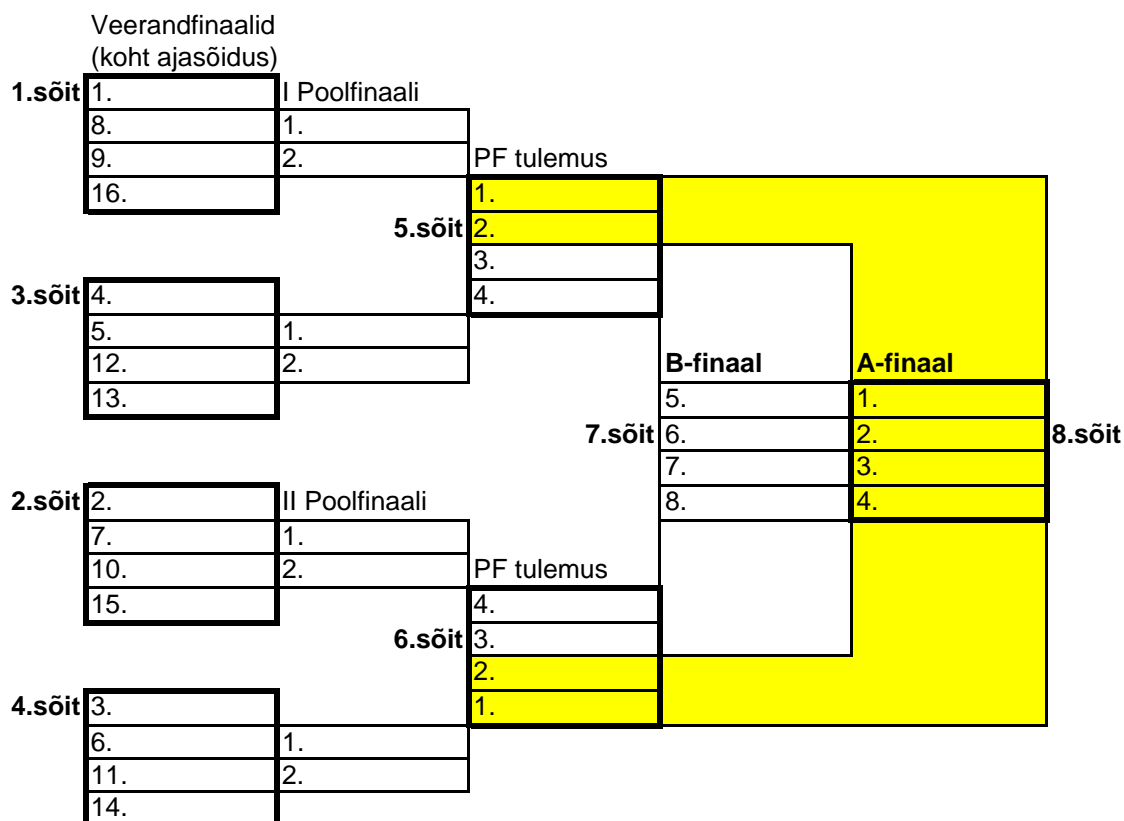 Veerandfinaalid
(koht ajasõidus)
1.sõit 1. I Poolfinaali
8. 1.
9. 2. PF tulemus
16. 1.
5.sõit 2.
3.
3.sõit 4. 4.
5. 1.
12. 2. B-finaal A-finaal
13. 5. 1.
7.sõit 6. 2. 8.sõit
7. 3.
2.sõit 2. II Poolfinaali 8. 4.
7. 1.
10. 2. PF tulemus
15. 4.
6.sõit 3.
2.
4.sõit 3. 1.
6. 1.
11. 2.
14.